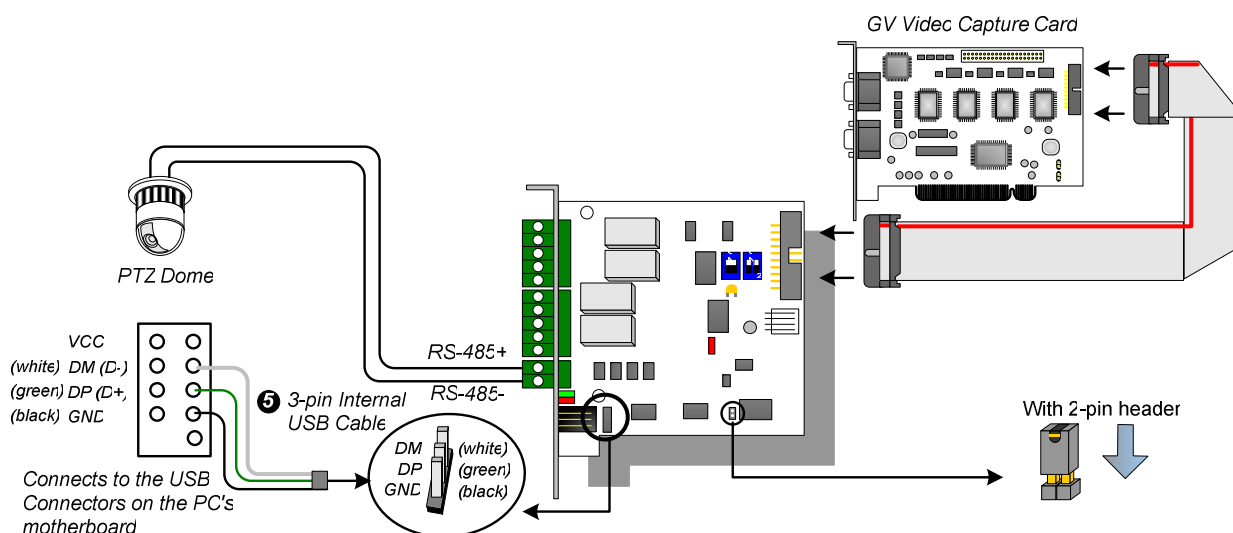 GV Video Capture Card
PTZ Dome
VCC
(white) DM (D-)
(green) DP (D+)
(black) GND
RS-485+
RS-485-
5 3-pin Internal
USB Cable
DM (white)
DP (green)
GND (black)
Connects to the USB
Connectors on the PC's
motherboard
With 2-pin header